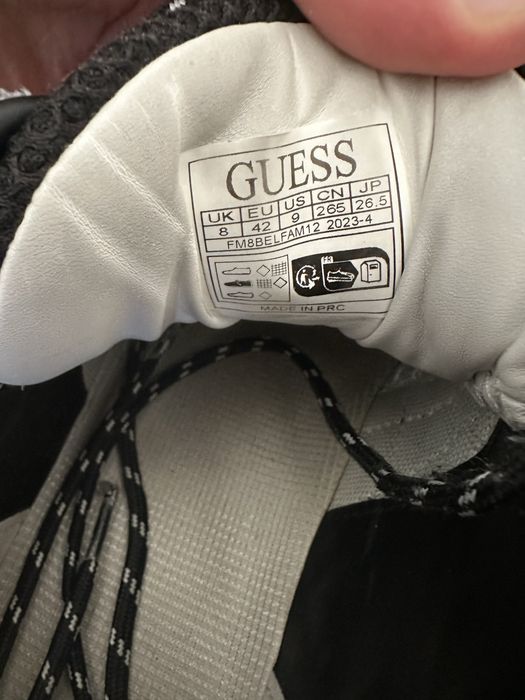 GUESS
UK EU US CN JP
8 42 9 265 26.5
FM8BELFAM12 2023-4
MADE IN PRC